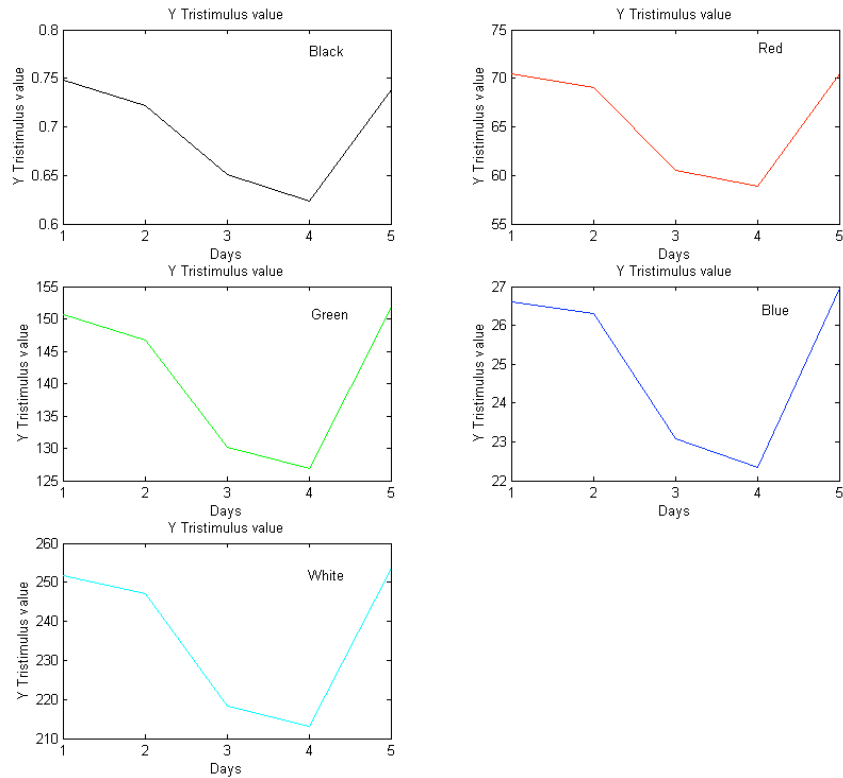 Y Tristimulus value
Y Tristimulus value
0.8
0.75
0.7
0.65
0.6
Black
1 2 3 4 5
Days
Y Tristimulus value
Y Tristimulus value
75
70
65
60
55
Red
1 2 3 4 5
Days
Y Tristimulus value
Y Tristimulus value
155
150
145
140
135
130
125
Green
1 2 3 4 5
Days
Y Tristimulus value
Y Tristimulus value
27
26
25
24
23
22
Blue
1 2 3 4 5
Days
Y Tristimulus value
Y Tristimulus value
260
250
240
230
220
210
White
1 2 3 4 5
Days